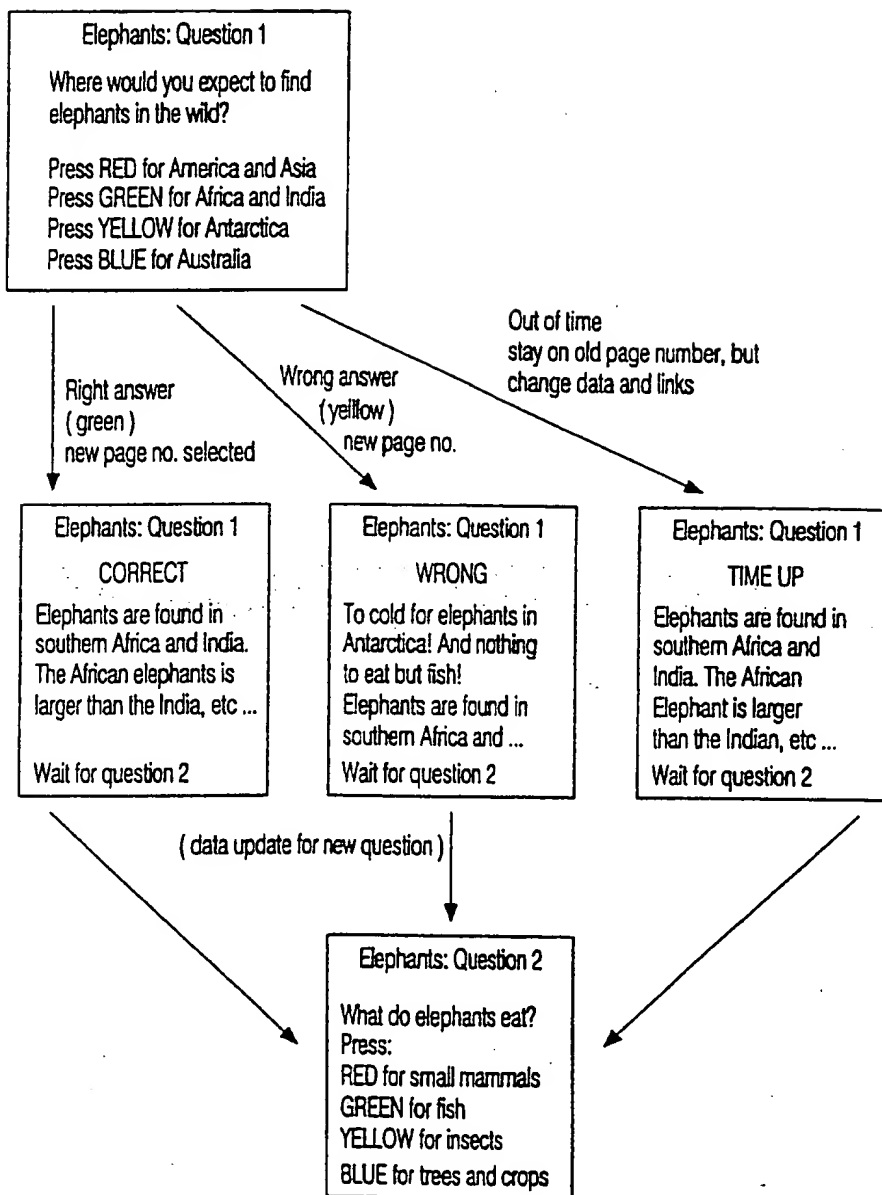 Elephants: Question 1
Where would you expect to find
elephants in the wild?
Press RED for America and Asia
Press GREEN for Africa and India
Press YELLOW for Antarctica
Press BLUE for Australia
Right answer
( green )
new page no. selected
Wrong answer
( yelllow )
new page no.
Out of time
stay on old page number, but
change data and links
Elephants: Question 1
CORRECT
Elephants are found in
southern Africa and India.
The African elephants is
larger than the India, etc ...
Wait for question 2
Elephants: Question 1
WRONG
To cold for elephants in
Antarctica! And nothing
to eat but fish!
Elephants are found in
southern Africa and ...
Wait for question 2
Elephants: Question 1
TIME UP
Elephants are found in
southern Africa and
India. The African
Elephant is larger
than the Indian, etc ...
Wait for question 2
( data update for new question )
Elephants: Question 2
What do elephants eat?
Press:
RED for small mammals
GREEN for fish
YELLOW for insects
BLUE for trees and crops